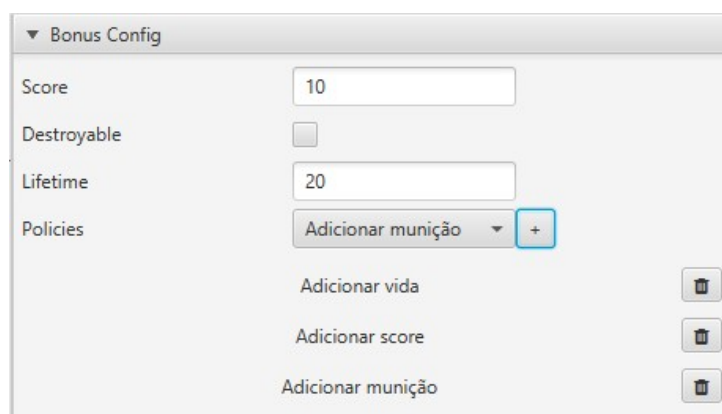 Bonus Config
Score 10
Destroyable
Lifetime 20
Policies Adicionar munição +
Adicionar vida
Adicionar score
Adicionar munição